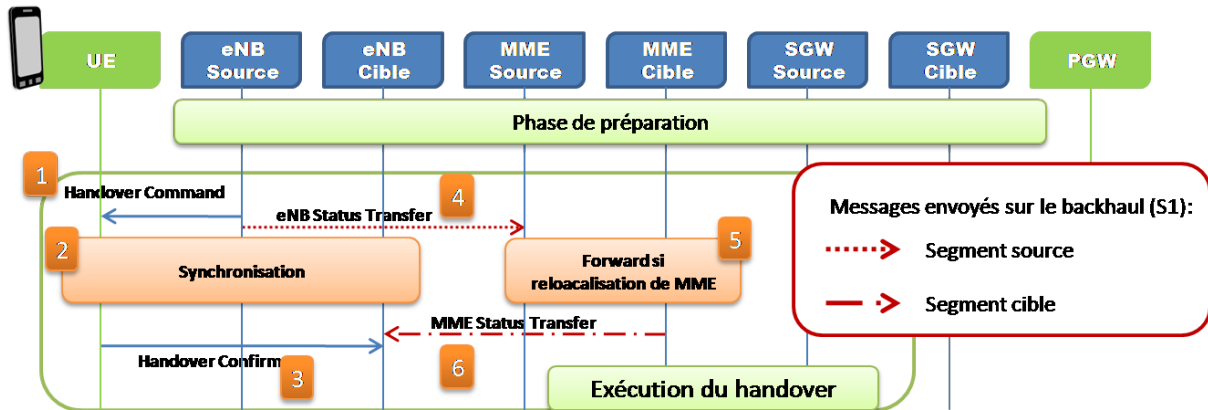 UE
eNB
Source
eNB
Cible
MME
Source
MME
Cible
SGW
Source
SGW
Cible
PGW
Phase de préparation
1
Handover Command
4
eNB Status Transfer
Messages envoyés sur le backhaul (S1):
Segment source
Segment cible
2
Synchronisation
5
Forward si
reloacalisation de MME
MME Status Transfer
Handover Confirm
3
6
Exécution du handover